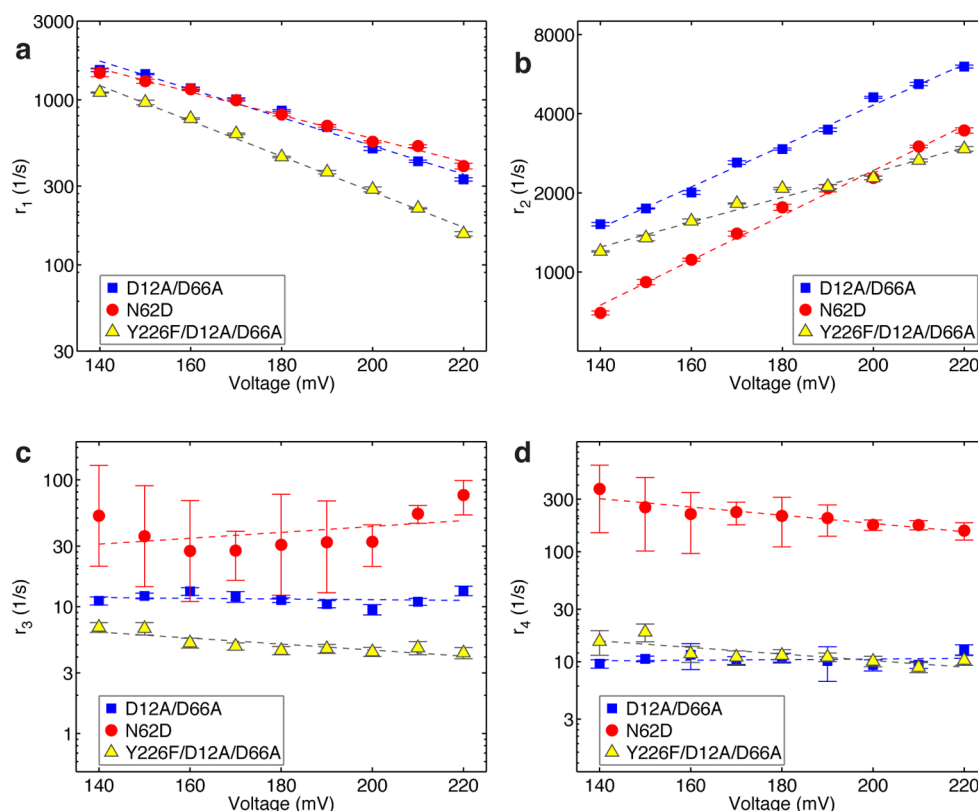 a
3000
1000
300
100
30
r1 (1/s)
D12A/D66A
N62D
Y226F/D12A/D66A
140 160 180 200 220
Voltage (mV)
b
8000
4000
2000
1000
r2 (1/s)
D12A/D66A
N62D
Y226F/D12A/D66A
140 160 180 200 220
Voltage (mV)
c
100
30
10
3
1
r3 (1/s)
D12A/D66A
N62D
Y226F/D12A/D66A
140 160 180 200 220
Voltage (mV)
d
300
100
30
10
3
r4 (1/s)
D12A/D66A
N62D
Y226F/D12A/D66A
140 160 180 200 220
Voltage (mV)